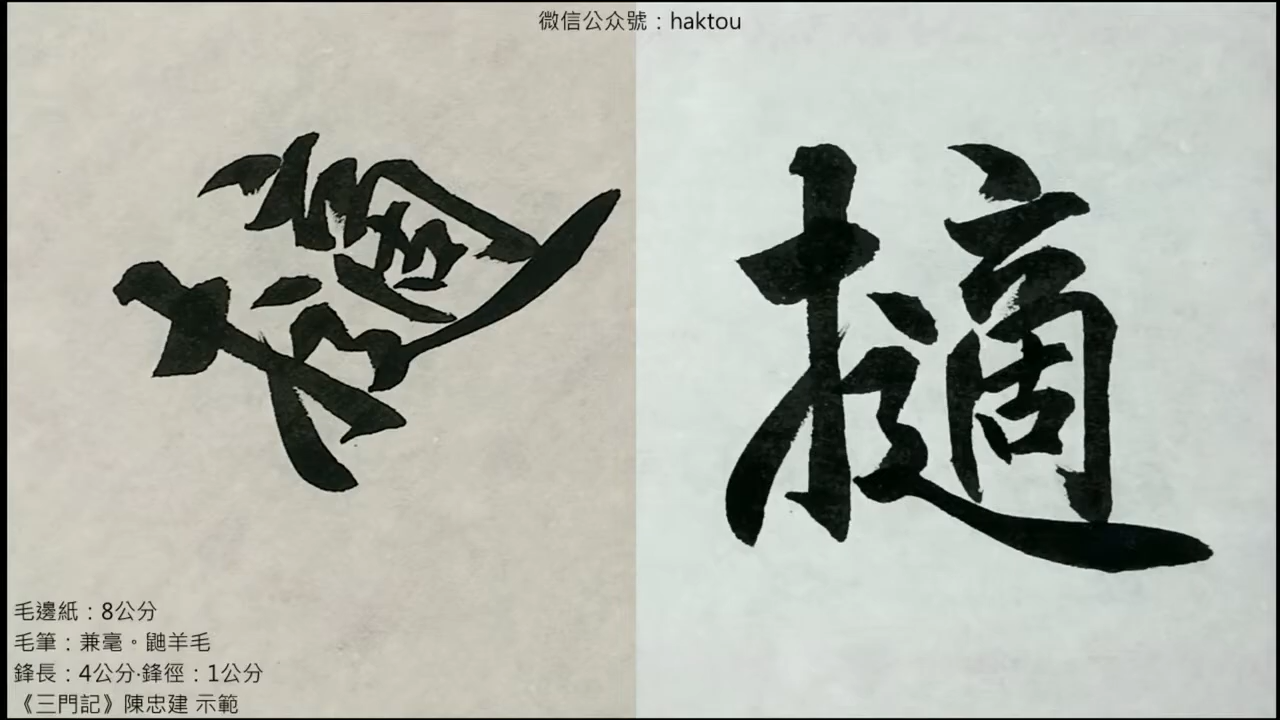 微信公众號：haktou
毛邊紙：8公分
毛筆：兼毫。鼬羊毛
鋒長：4公分·鋒徑：1公分
《三門記》陳忠建 示範